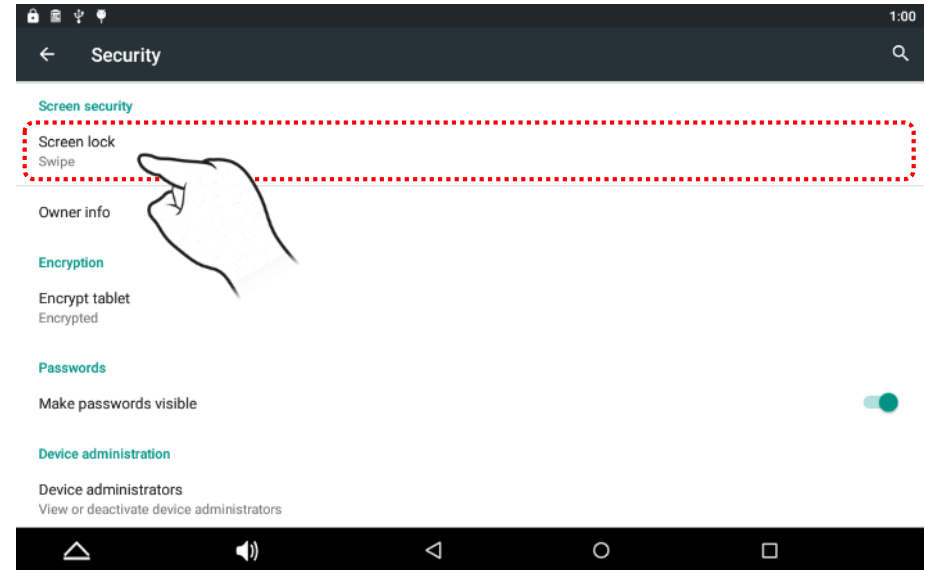 1:00
Security
Screen security
Screen lock
Swipe
Owner info
Encryption
Encrypt tablet
Encrypted
Passwords
Make passwords visible
Device administration
Device administrators
View or deactivate device administrators